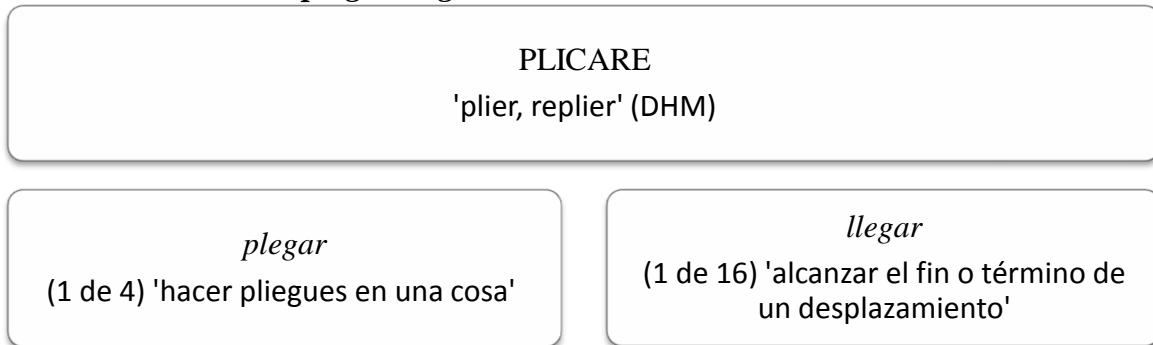 PLICARE
'plier, replier' (DHM)
plegar
(1 de 4) 'hacer pliegues en una cosa'
llegar
(1 de 16) 'alcanzar el fin o término de
un desplazamiento'